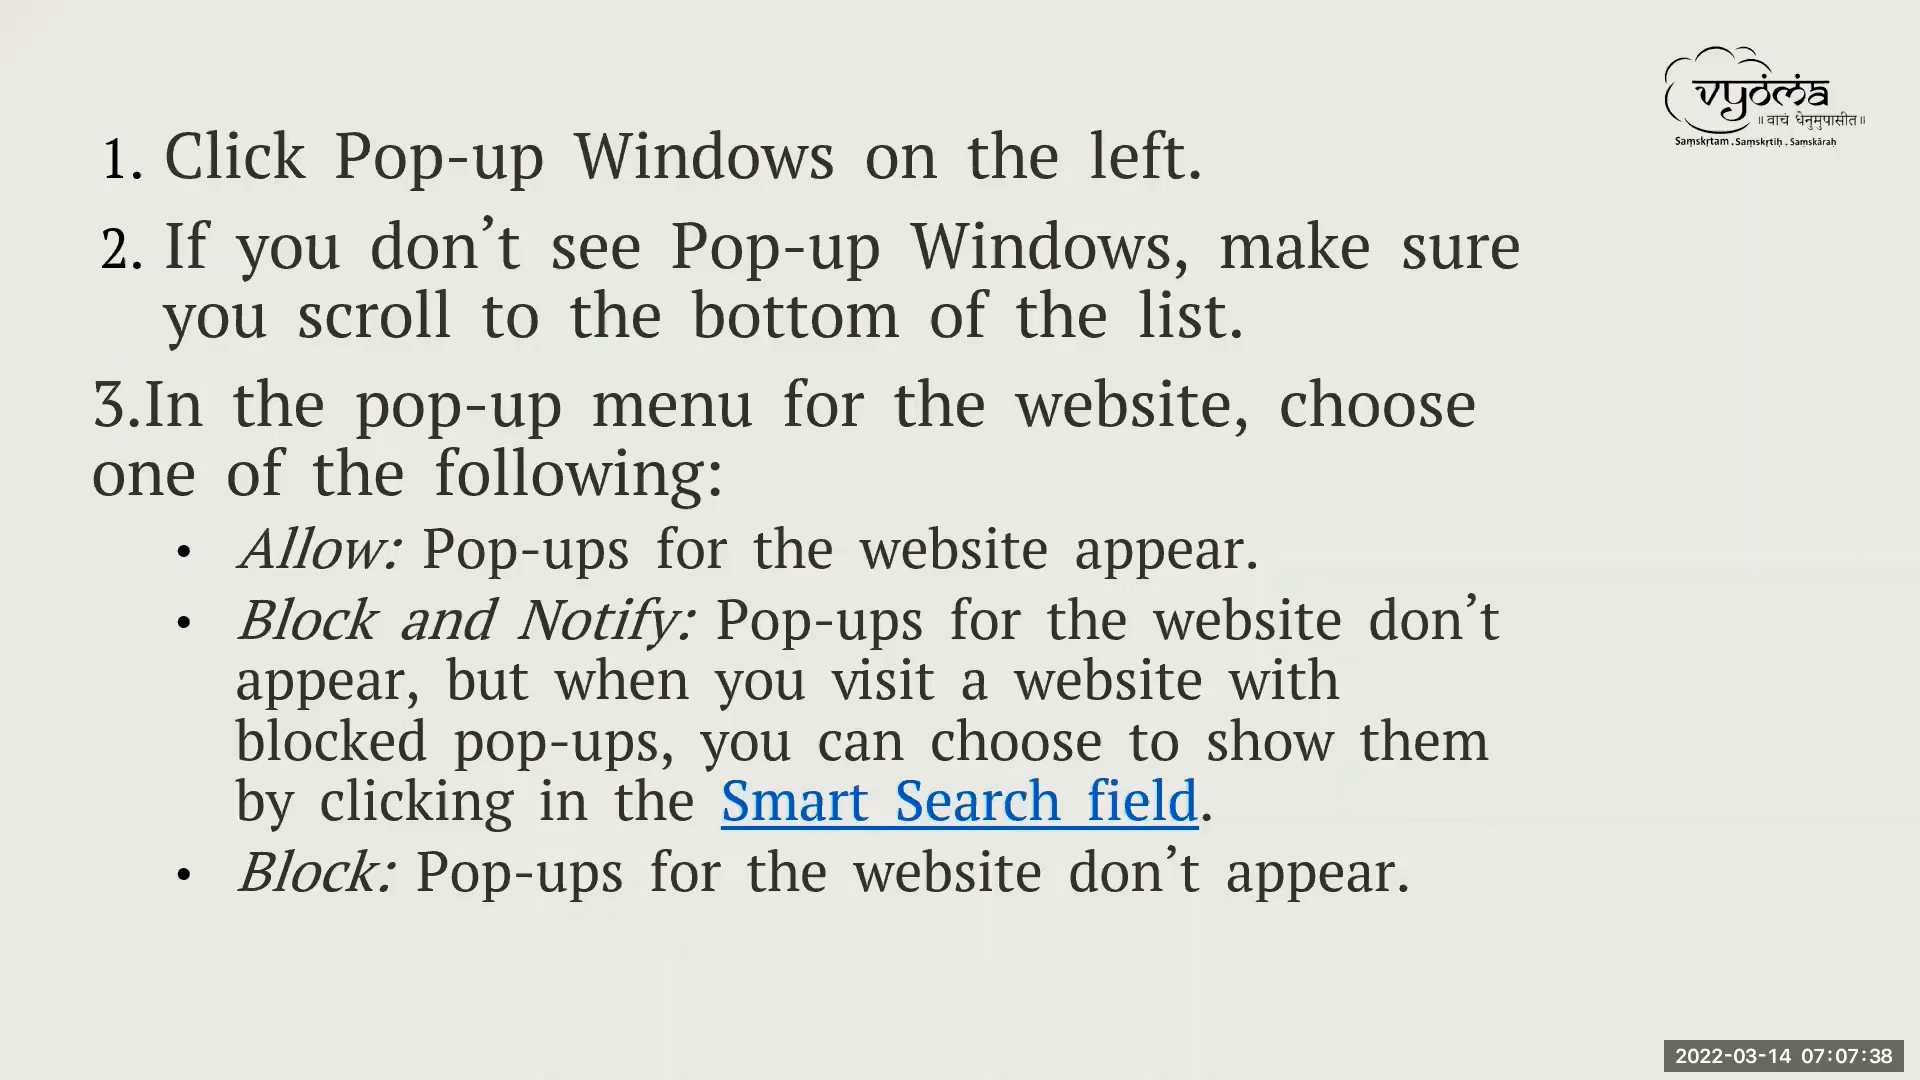 vyoma
॥ वाचं धेनुमुपासीत॥
Saṃskṛtam . Saṃskṛtiḥ . Saṃskāraḥ
1. Click Pop-up Windows on the left.
2. If you don’t see Pop-up Windows, make sure
you scroll to the bottom of the list.
3.In the pop-up menu for the website, choose
one of the following:
• Allow: Pop-ups for the website appear.
• Block and Notify: Pop-ups for the website don’t
appear, but when you visit a website with
blocked pop-ups, you can choose to show them
by clicking in the Smart Search field.
• Block: Pop-ups for the website don’t appear.
2022-03-14 07:07:38